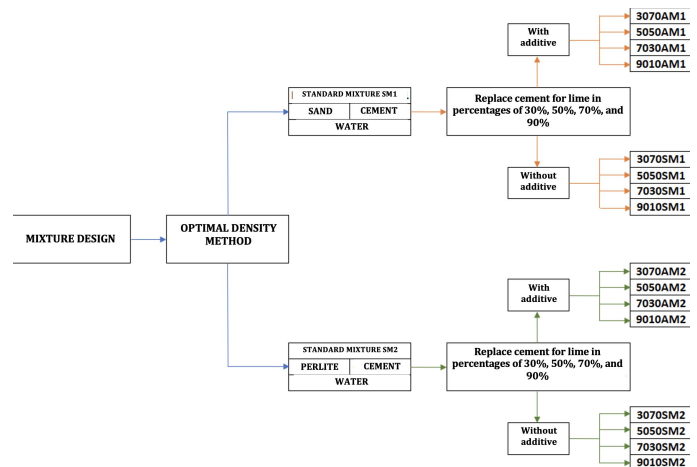 MIXTURE DESIGN
OPTIMAL DENSITY
METHOD
STANDARD MIXTURE SM1
SAND CEMENT
WATER
Replace cement for lime in
percentages of 30%, 50%, 70%, and
90%
With
additive
3070AM1
5050AM1
7030AM1
9010AM1
Without
additive
3070SM1
5050SM1
7030SM1
9010SM1
STANDARD MIXTURE SM2
PERLITE CEMENT
WATER
Replace cement for lime in
percentages of 30%, 50%, 70%, and
90%
With
additive
3070AM2
5050AM2
7030AM2
9010AM2
Without
additive
3070SM2
5050SM2
7030SM2
9010SM2